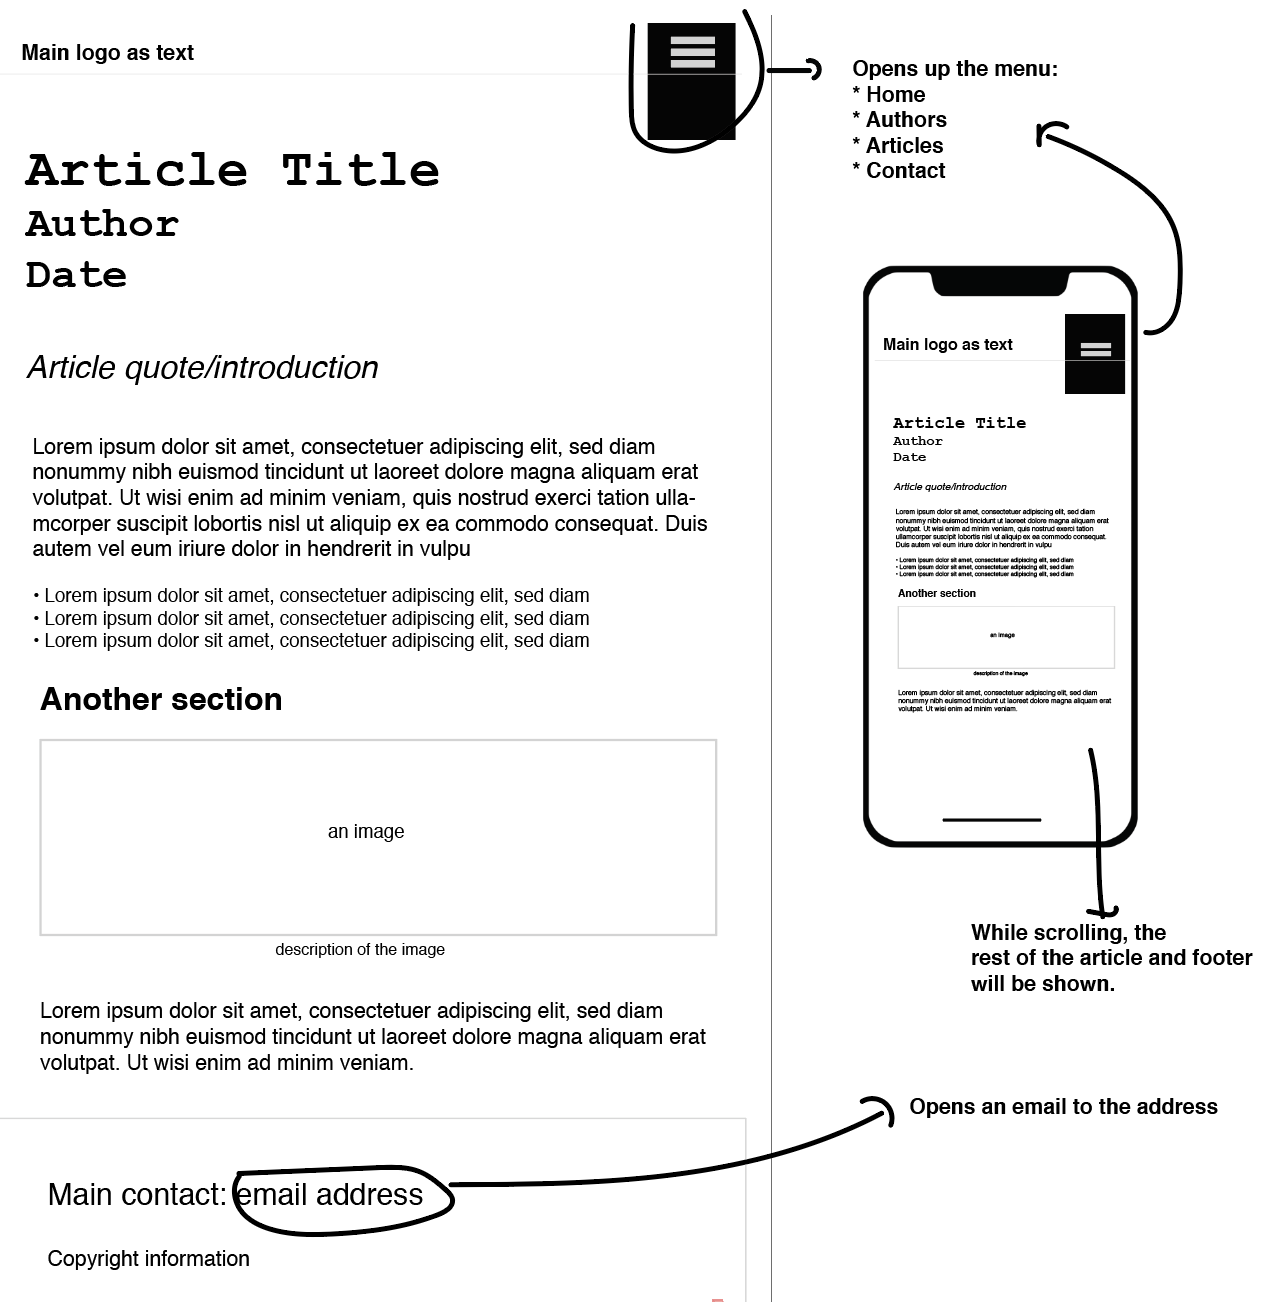 Main logo as text
Article Title
Author
Date
Article quote/introduction
Lorem ipsum dolor sit amet, consectetuer adipiscing elit, sed diam
nonummy nibh euismod tincidunt ut laoreet dolore magna aliquam erat
volutpat. Ut wisi enim ad minim veniam, quis nostrud exerci tation ulla-
mcorper suscipit lobortis nisl ut aliquip ex ea commodo consequat. Duis
autem vel eum iriure dolor in hendrerit in vulpu
• Lorem ipsum dolor sit amet, consectetuer adipiscing elit, sed diam
• Lorem ipsum dolor sit amet, consectetuer adipiscing elit, sed diam
• Lorem ipsum dolor sit amet, consectetuer adipiscing elit, sed diam
Another section
an image
description of the image
Lorem ipsum dolor sit amet, consectetuer adipiscing elit, sed diam
nonummy nibh euismod tincidunt ut laoreet dolore magna aliquam erat
volutpat. Ut wisi enim ad minim veniam.
Main contact: email address
Copyright information
Opens up the menu:
* Home
* Authors
* Articles
* Contact
Main logo as text
Article Title
Author
Date
Article quote/introduction
Lorem ipsum dolor sit amet, consectetuer adipiscing elit, sed diam
nonummy nibh euismod tincidunt ut laoreet dolore magna aliquam erat
volutpat. Ut wisi enim ad minim veniam, quis nostrud exerci tation
ullamcorper suscipit lobortis nisl ut aliquip ex ea commodo consequat.
Duis autem vel eum iriure dolor in hendrerit in vulpu
• Lorem ipsum dolor sit amet, consectetuer adipiscing elit, sed diam
• Lorem ipsum dolor sit amet, consectetuer adipiscing elit, sed diam
• Lorem ipsum dolor sit amet, consectetuer adipiscing elit, sed diam
Another section
an image
description of the image
Lorem ipsum dolor sit amet, consectetuer adipiscing elit, sed diam
nonummy nibh euismod tincidunt ut laoreet dolore magna aliquam erat
volutpat. Ut wisi enim ad minim veniam.
While scrolling, the
rest of the article and footer
will be shown.
Opens an email to the address